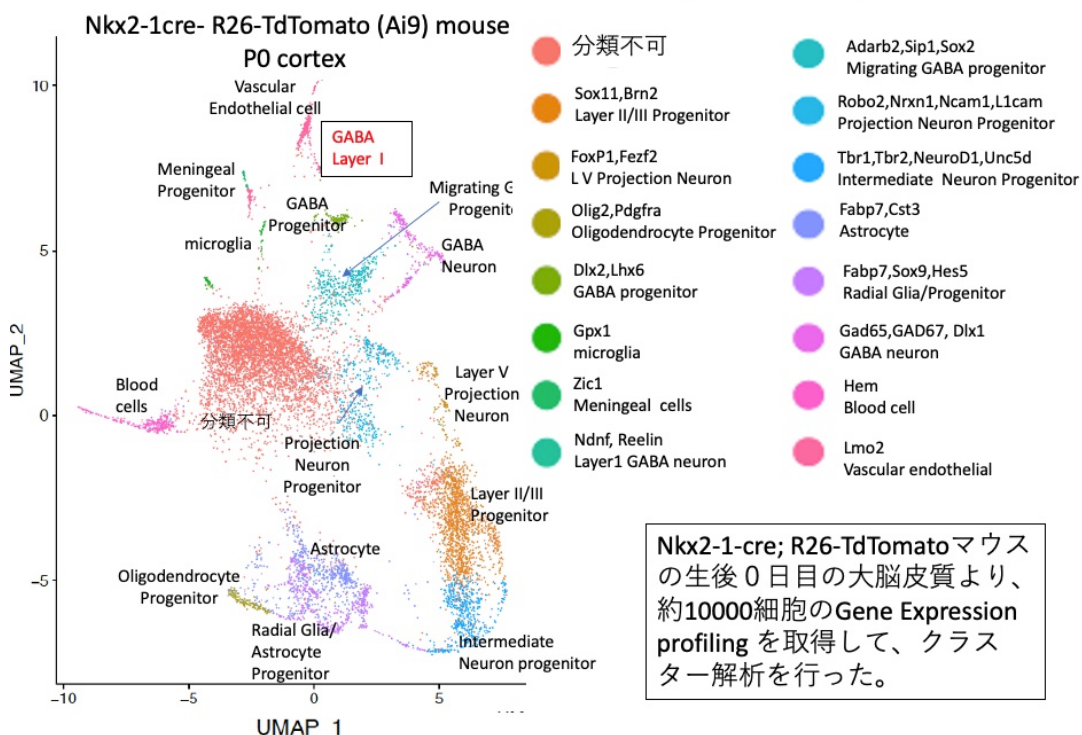 Nkx2-1cre- R26-TdTomato (Ai9) mouse
P0 cortex
Vascular
Endothelial cell
GABA
Layer I
Meningeal
Progenitor
Migrating G
Progenit
GABA
Progenitor
microglia
GABA
Neuron
Layer V
Projection
Neuron
Blood
cells
分類不可
Projection
Neuron
Progenitor
Layer II/III
Progenitor
Astrocyte
Oligodendrocyte
Progenitor
Radial Glia/
Astrocyte
Progenitor
Intermediate
Neuron progenitor
UMAP_2
10
5
0
−5
−10
−5
0
5
UMAP_1
分類不可
Sox11,Brn2
Layer II/III Progenitor
FoxP1,Fezf2
L V Projection Neuron
Olig2,Pdgfra
Oligodendrocyte Progenitor
Dlx2,Lhx6
GABA progenitor
Gpx1
microglia
Zic1
Meningeal cells
Ndnf, Reelin
Layer1 GABA neuron
Adarb2,Sip1,Sox2
Migrating GABA progenitor
Robo2,Nrxn1,Ncam1,L1cam
Projection Neuron Progenitor
Tbr1,Tbr2,NeuroD1,Unc5d
Intermediate Neuron Progenitor
Fabp7,Cst3
Astrocyte
Fabp7,Sox9,Hes5
Radial Glia/Progenitor
Gad65,GAD67, Dlx1
GABA neuron
Hem
Blood cell
Lmo2
Vascular endothelial
Nkx2-1-cre; R26-TdTomatoマウス
の生後０日目の大脳皮質より、
約10000細胞のGene Expression
profiling を取得して、クラス
ター解析を行った。